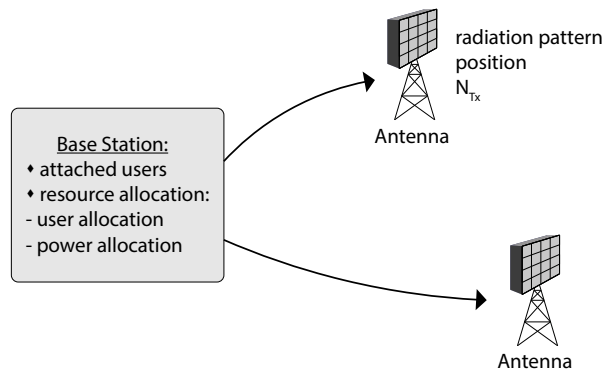 radiation pattern
position
N_Tx
Antenna
Base Station:
♦ attached users
♦ resource allocation:
- user allocation
- power allocation
Antenna